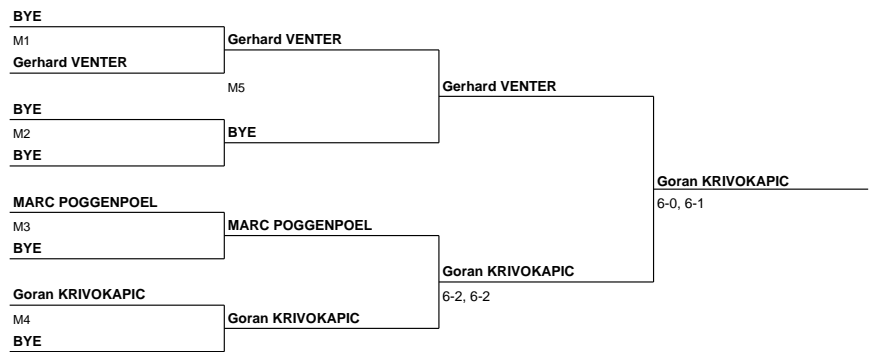 BYE
M1
Gerhard VENTER
Gerhard VENTER
M5
Gerhard VENTER
BYE
M2
BYE
BYE
Goran KRIVOKAPIC
6-0, 6-1
MARC POGGENPOEL
M3
MARC POGGENPOEL
BYE
Goran KRIVOKAPIC
6-2, 6-2
Goran KRIVOKAPIC
M4
Goran KRIVOKAPIC
BYE